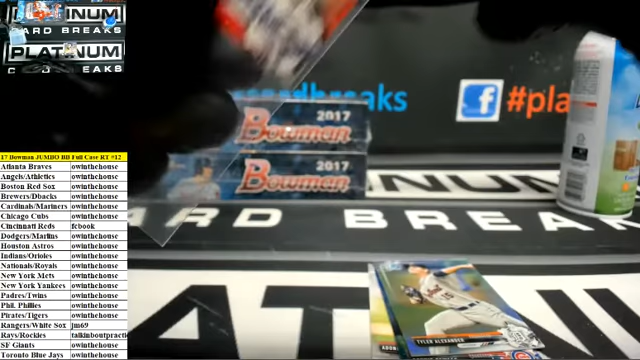 INUM
CARD BREAKS
PLATINUM
CARD BREAKS
17 Bowman JUMBO BB Full Case RT #12
Atlanta Braves owinthehouse
Angels/Athletics owinthehouse
Boston Red Sox owinthehouse
Brewers/Dbacks owinthehouse
Cardinals/Mariners owinthehouse
Chicago Cubs owinthehouse
Cincinnati Reds fcbook
Dodgers/Marlins owinthehouse
Houston Astros owinthehouse
Indians/Orioles owinthehouse
Nationals/Royals owinthehouse
New York Mets owinthehouse
New York Yankees owinthehouse
Padres/Twins owinthehouse
Phil. Phillies owinthehouse
Pirates/Tigers owinthehouse
Rangers/White Sox jm69
Rays/Rockies talkinboutpracti
SF Giants owinthehouse
Toronto Blue Jays owinthehouse
ardbreaks
f #pla
2017
Bowman
2017
Bowman
INUM
ARD BREAKS
ATIN
TYLER ALEXANDER